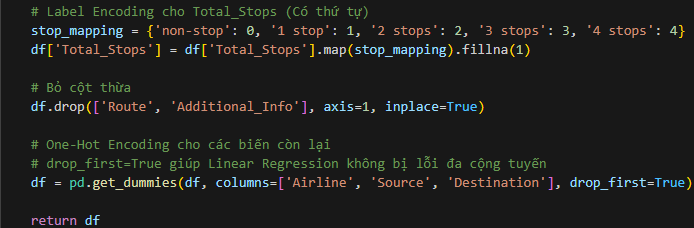 # Label Encoding cho Total_Stops (Có thứ tự)
stop_mapping = {'non-stop': 0, '1 stop': 1, '2 stops': 2, '3 stops': 3, '4 stops': 4}
df['Total_Stops'] = df['Total_Stops'].map(stop_mapping).fillna(1)
# Bỏ cột thừa
df.drop(['Route', 'Additional_Info'], axis=1, inplace=True)
# One-Hot Encoding cho các biến còn lại
# drop_first=True giúp Linear Regression không bị lỗi đa cộng tuyến
df = pd.get_dummies(df, columns=['Airline', 'Source', 'Destination'], drop_first=True)
return df